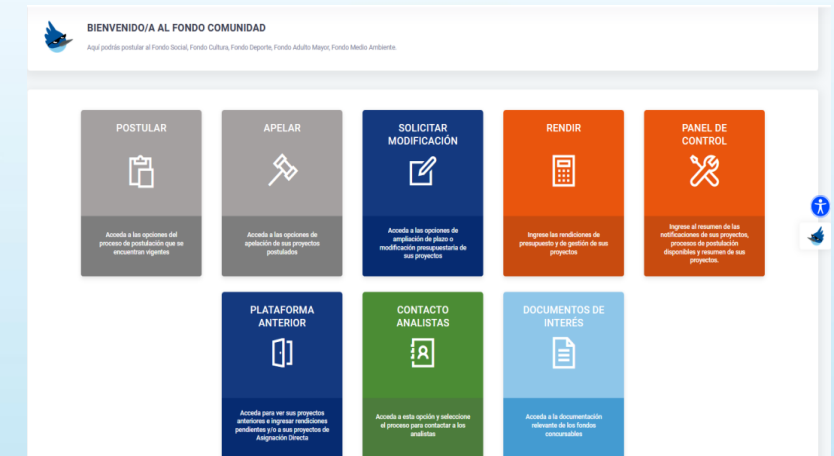 BIENVENIDO/A AL FONDO COMUNIDAD
Aquí podrás postular al Fondo Social, Fondo Cultura, Fondo Deporte, Fondo Adulto Mayor, Fondo Medio Ambiente.
POSTULAR
Acceda a las opciones del
proceso de postulación que se
encuentran vigentes
APELAR
Acceda a las opciones de
apelación de sus proyectos
postulados
SOLICITAR
MODIFICACIÓN
Acceda a las opciones de
ampliación de plazo o
modificación presupuestaria de
sus proyectos
RENDIR
Ingrese las rendiciones de
presupuesto y de gestión de sus
proyectos
PANEL DE
CONTROL
Ingrese al resumen de las
notificaciones de sus proyectos,
procesos de postulación
disponibles y resumen de sus
proyectos.
PLATAFORMA
ANTERIOR
Acceda para ver sus proyectos
anteriores e ingresar rendiciones
pendientes y/o a sus proyectos de
Asignación Directa
CONTACTO
ANALISTAS
Acceda a esta opción y seleccione
el proceso para contactar a los
analistas
DOCUMENTOS DE
INTERÉS
Acceda a la documentación
relevante de los fondos
concursables